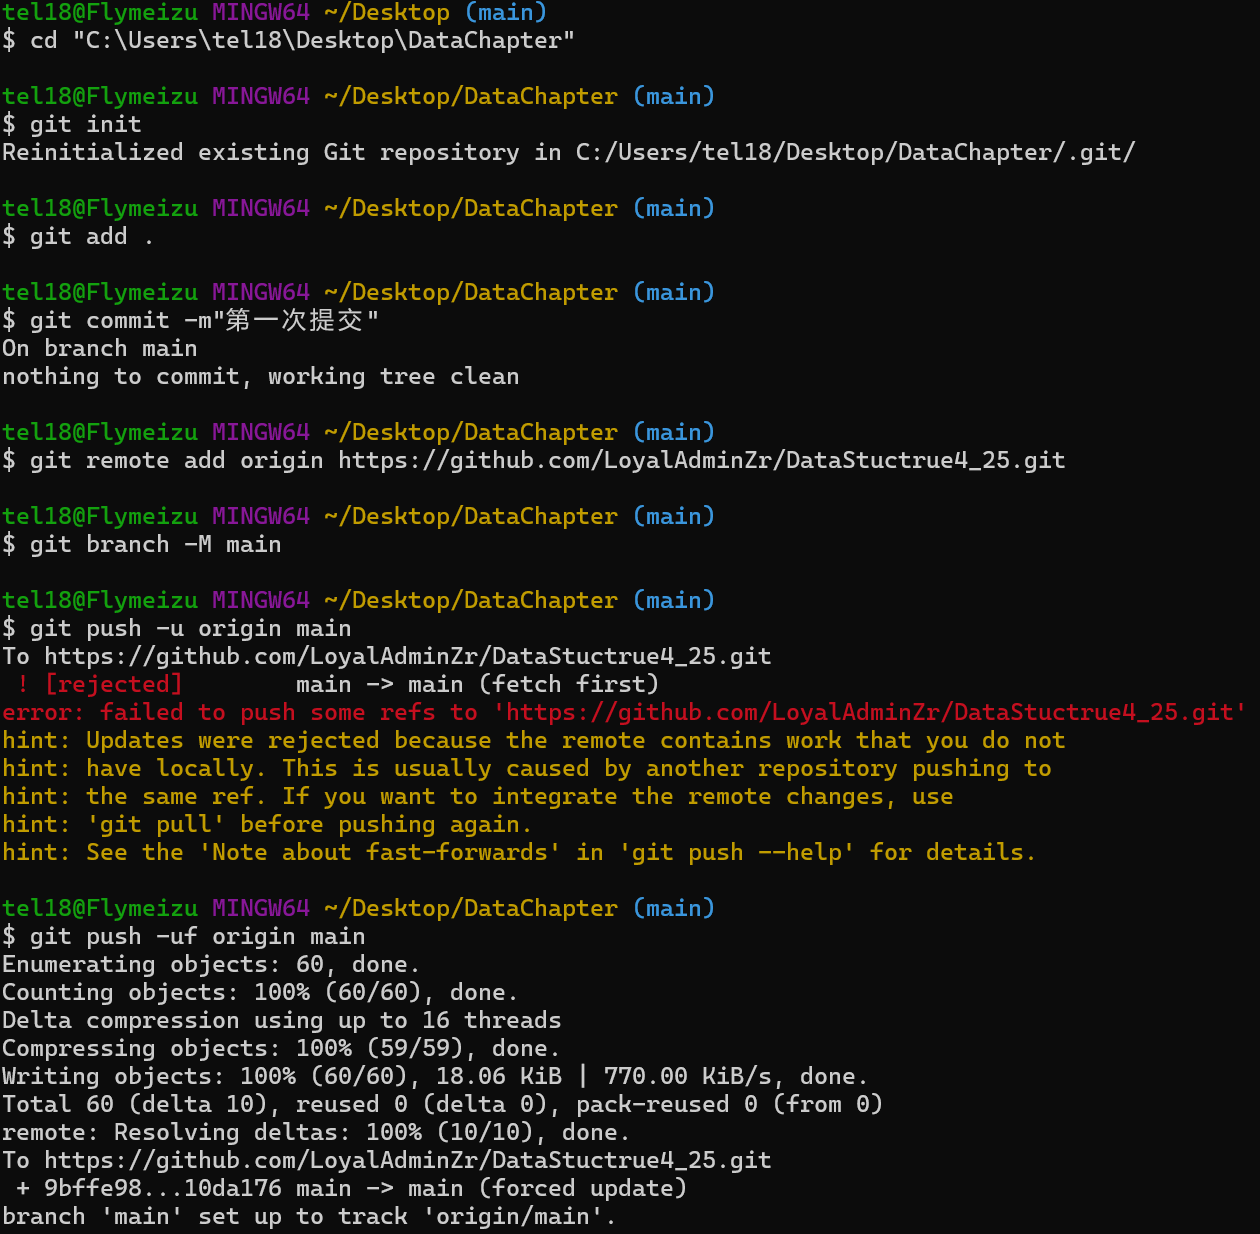 tel18@Flymeizu MINGW64 ~/Desktop (main)
$ cd "C:\Users\tel18\Desktop\DataChapter"
tel18@Flymeizu MINGW64 ~/Desktop/DataChapter (main)
$ git init
Reinitialized existing Git repository in C:/Users/tel18/Desktop/DataChapter/.git/
tel18@Flymeizu MINGW64 ~/Desktop/DataChapter (main)
$ git add .
tel18@Flymeizu MINGW64 ~/Desktop/DataChapter (main)
$ git commit -m"第一次提交"
On branch main
nothing to commit, working tree clean
tel18@Flymeizu MINGW64 ~/Desktop/DataChapter (main)
$ git remote add origin https://github.com/LoyalAdminZr/DataStuctrue4_25.git
tel18@Flymeizu MINGW64 ~/Desktop/DataChapter (main)
$ git branch -M main
tel18@Flymeizu MINGW64 ~/Desktop/DataChapter (main)
$ git push -u origin main
To https://github.com/LoyalAdminZr/DataStuctrue4_25.git
 ! [rejected]        main -> main (fetch first)
error: failed to push some refs to 'https://github.com/LoyalAdminZr/DataStuctrue4_25.git'
hint: Updates were rejected because the remote contains work that you do not
hint: have locally. This is usually caused by another repository pushing to
hint: the same ref. If you want to integrate the remote changes, use
hint: 'git pull' before pushing again.
hint: See the 'Note about fast-forwards' in 'git push --help' for details.
tel18@Flymeizu MINGW64 ~/Desktop/DataChapter (main)
$ git push -uf origin main
Enumerating objects: 60, done.
Counting objects: 100% (60/60), done.
Delta compression using up to 16 threads
Compressing objects: 100% (59/59), done.
Writing objects: 100% (60/60), 18.06 KiB | 770.00 KiB/s, done.
Total 60 (delta 10), reused 0 (delta 0), pack-reused 0 (from 0)
remote: Resolving deltas: 100% (10/10), done.
To https://github.com/LoyalAdminZr/DataStuctrue4_25.git
 + 9bffe98...10da176 main -> main (forced update)
branch 'main' set up to track 'origin/main'.